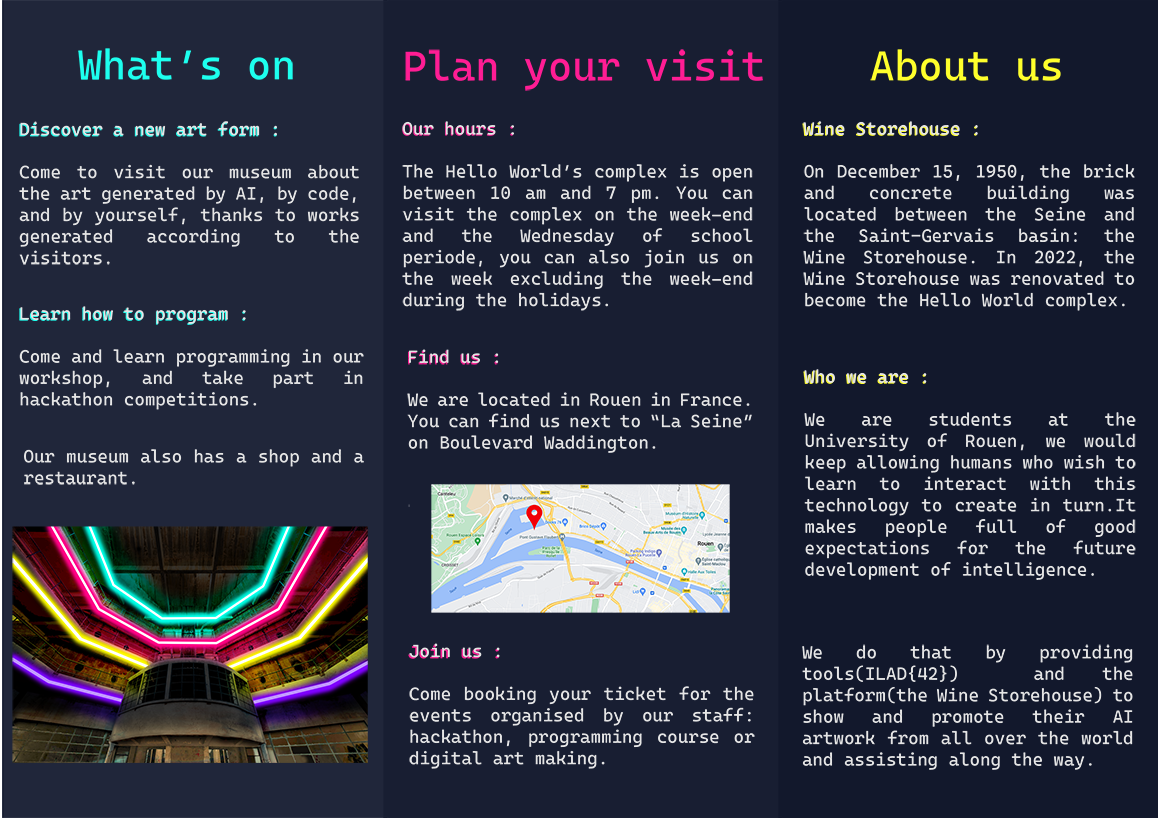 What's on
Discover a new art form :
Come to visit our museum about
the art generated by AI, by code,
and by yourself, thanks to works
generated according to the
visitors.
Learn how to program :
Come and learn programming in our
workshop, and take part in
hackathon competitions.
Our museum also has a shop and a
restaurant.
Plan your visit
Our hours :
The Hello World's complex is open
between 10 am and 7 pm. You can
visit the complex on the week-end
and the Wednesday of school
periode, you can also join us on
the week excluding the week-end
during the holidays.
Find us :
We are located in Rouen in France.
You can find us next to "La Seine"
on Boulevard Waddington.
Canteleu
Marché d'intérêt national
Rouen
Join us :
Come booking your ticket for the
events organised by our staff:
hackathon, programming course or
digital art making.
About us
Wine Storehouse :
On December 15, 1950, the brick
and concrete building was
located between the Seine and
the Saint-Gervais basin: the
Wine Storehouse. In 2022, the
Wine Storehouse was renovated to
become the Hello World complex.
Who we are :
We are students at the
University of Rouen, we would
keep allowing humans who wish to
learn to interact with this
technology to create in turn.It
makes people full of good
expectations for the future
development of intelligence.
We do that by providing
tools(ILAD{42}) and the
platform(the Wine Storehouse) to
show and promote their AI
artwork from all over the world
and assisting along the way.